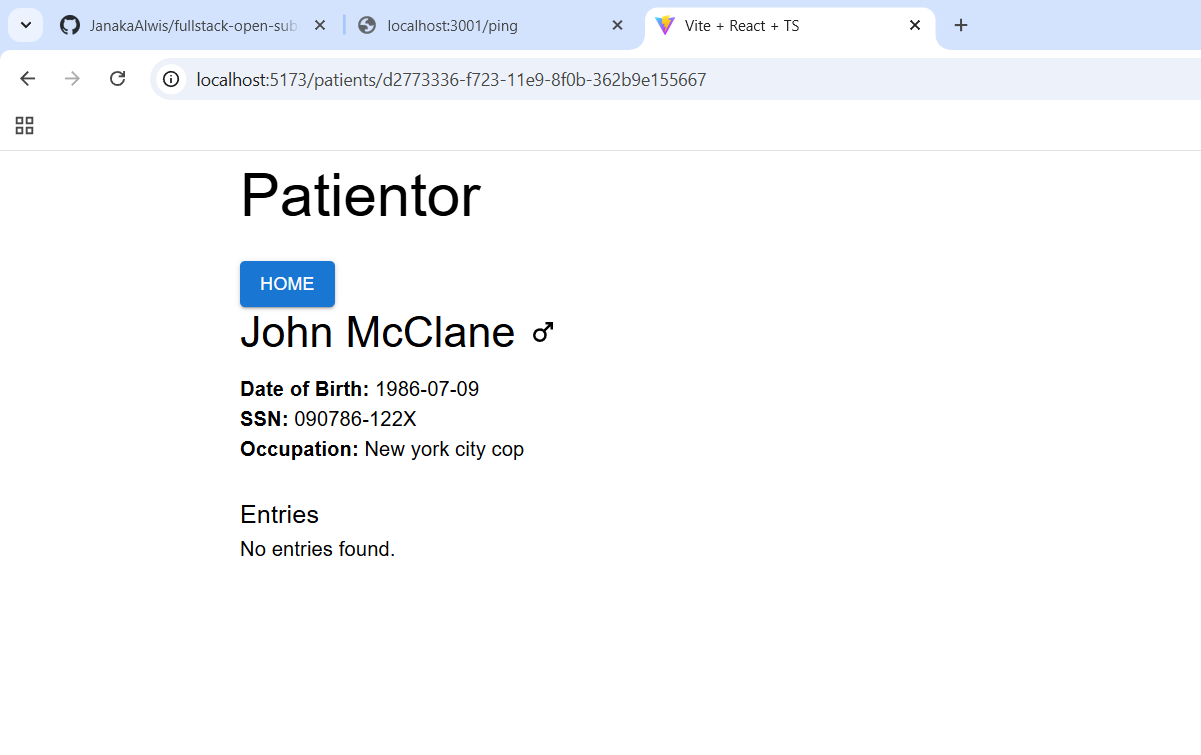 JanakaAlwis/fullstack-open-sub
localhost:3001/ping
Vite + React + TS
localhost:5173/patients/d2773336-f723-11e9-8f0b-362b9e155667
Patientor
HOME
John McClane ♂
Date of Birth: 1986-07-09
SSN: 090786-122X
Occupation: New york city cop
Entries
No entries found.